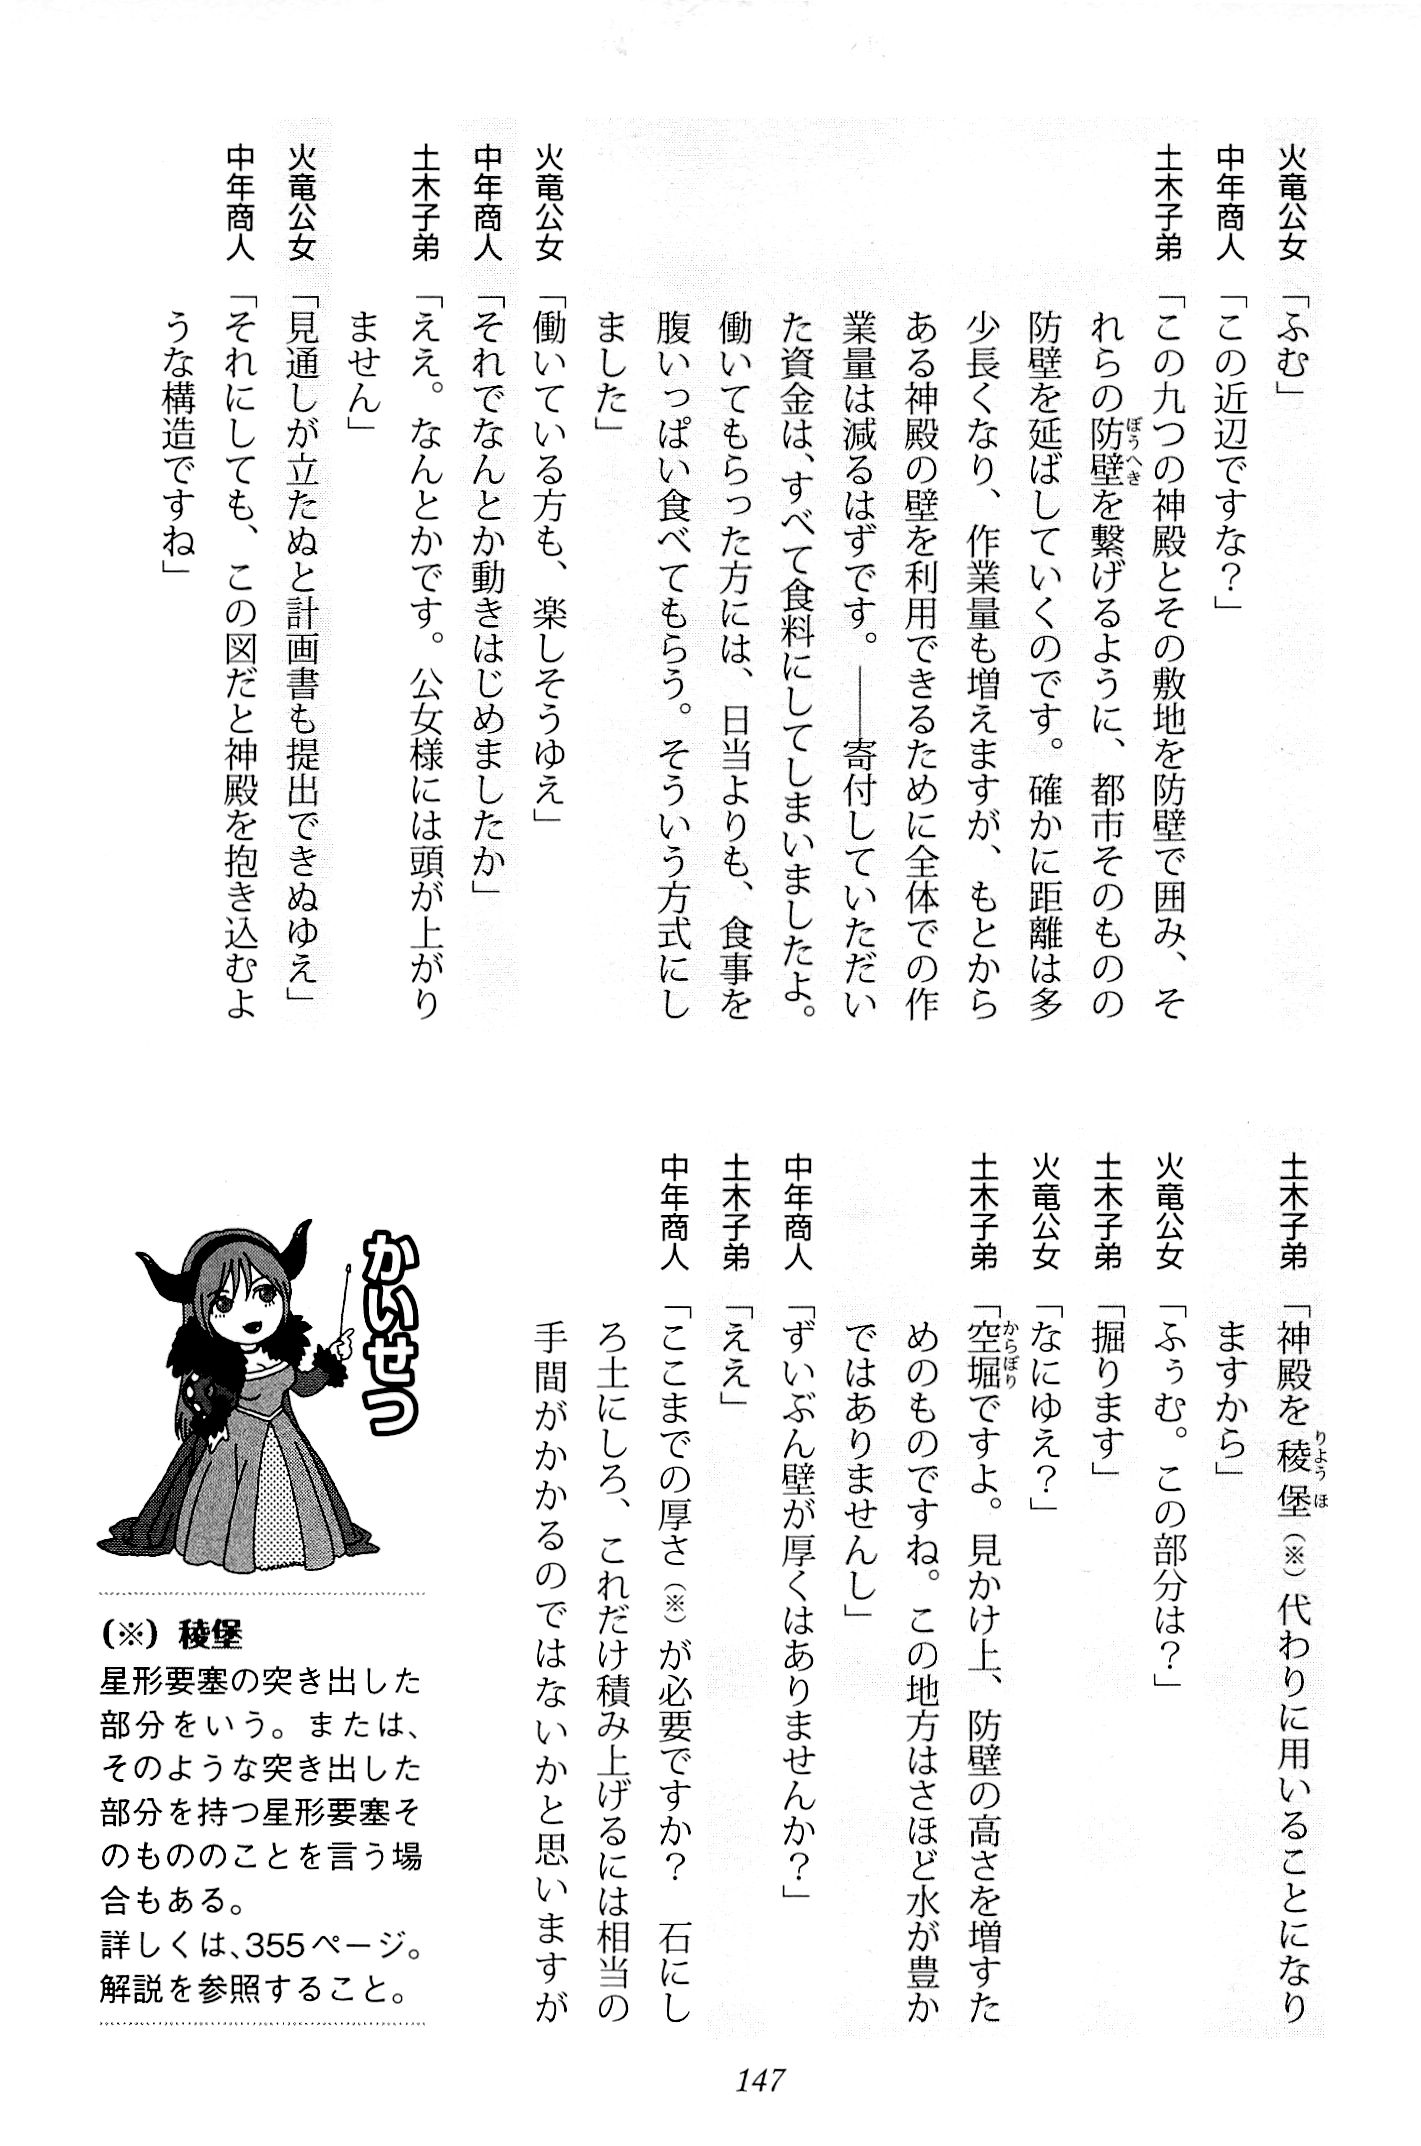 火竜公女「ふむ」
中年商人「この近辺ですな？」
土木子弟「この九つの神殿とその敷地を防壁で囲み、そ
れらの防壁を繋げるように、都市そのものの
防壁を延ばしていくのです。確かに距離は多
少長くなり、作業量も増えますが、もとから
ある神殿の壁を利用できるために全体での作
業量は減るはずです。――寄付していただい
た資金は、すべて食料にしてしまいましたよ。
働いてもらった方には、日当よりも、食事を
腹いっぱい食べてもらう。そういう方式にし
ました」
火竜公女「働いている方も、楽しそうゆえ」
中年商人「それでなんとか動きはじめましたか」
土木子弟「ええ。なんとかです。公女様には頭が上がり
ません」
火竜公女「見通しが立たぬと計画書も提出できぬゆえ」
中年商人「それにしても、この図だと神殿を抱き込むよ
うな構造ですね」
土木子弟「神殿を稜堡（※）代わりに用いることになり
ますから」
火竜公女「ふぅむ。この部分は？」
土木子弟「掘ります」
火竜公女「なにゆえ？」
土木子弟「空堀ですよ。見かけ上、防壁の高さを増すた
めのものですね。この地方はさほど水が豊か
ではありませんし」
中年商人「ずいぶん壁が厚くはありませんか？」
土木子弟「ええ」
中年商人「ここまでの厚さ（※）が必要ですか？　石にし
ろ土にしろ、これだけ積み上げるには相当の
手間がかかるのではないかと思いますが
かいせつ
（※）稜堡
星形要塞の突き出した
部分をいう。または、
そのような突き出した
部分を持つ星形要塞そ
のもののことを言う場
合もある。
詳しくは、355ページ。
解説を参照すること。
147